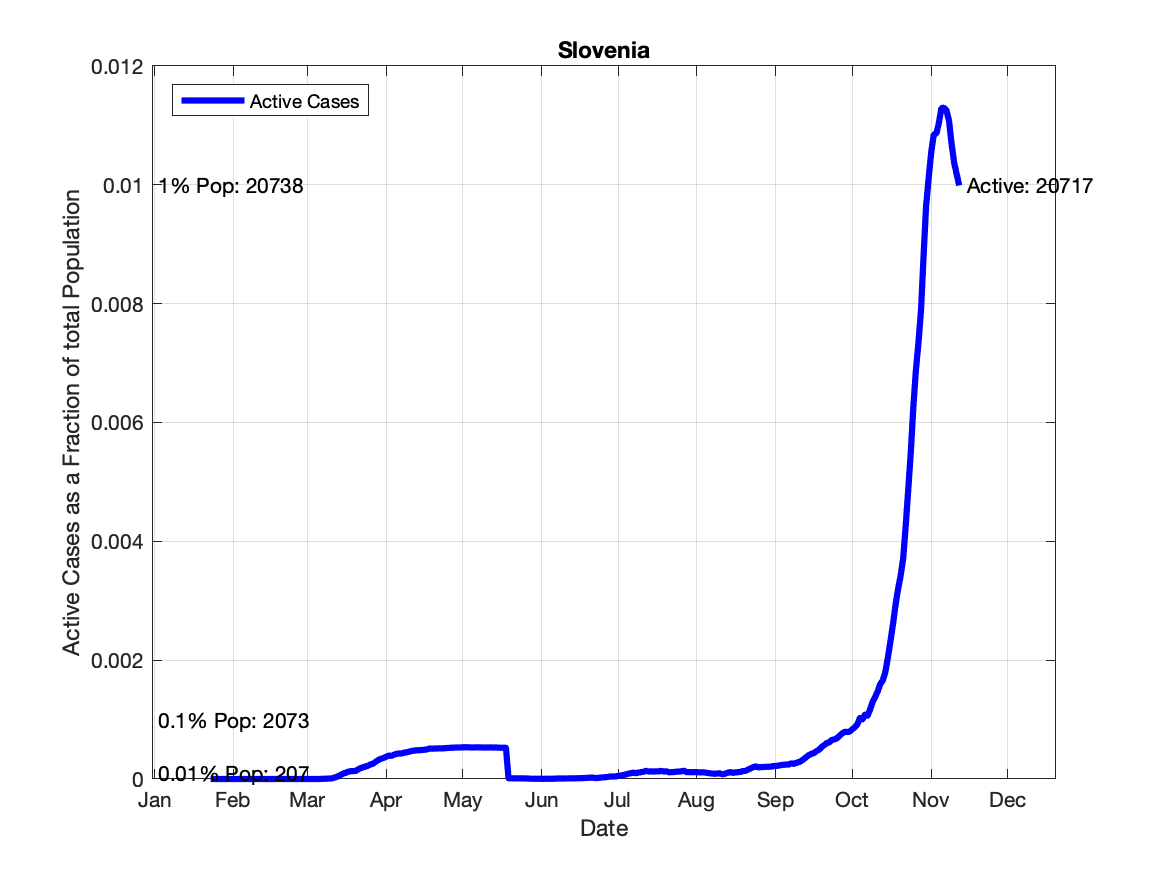 Slovenia
Active Cases
0.012
0.01
0.008
0.006
0.004
0.002
0
1% Pop: 20738
Active: 20717
0.1% Pop: 2073
0.01% Pop: 207
Active Cases as a Fraction of total Population
Jan Feb Mar Apr May Jun Jul Aug Sep Oct Nov Dec
Date